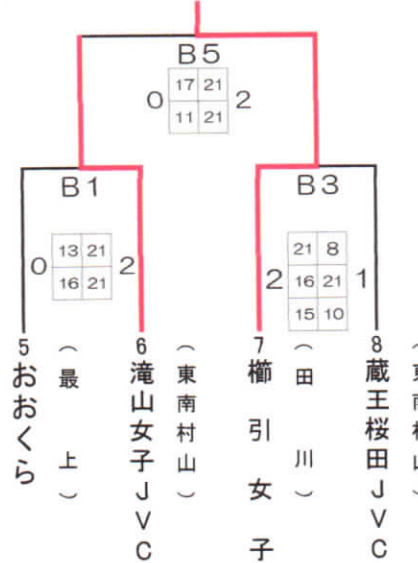 B5
0 17 21 2
11 21
B1
B3
0 13 21 2
16 21
2 21 8 1
16 21
15 10
5 おおくら
（最上）
6 滝山女子JVC
（東南村山）
7 櫛引女子
（田川）
8 蔵王桜田JVC